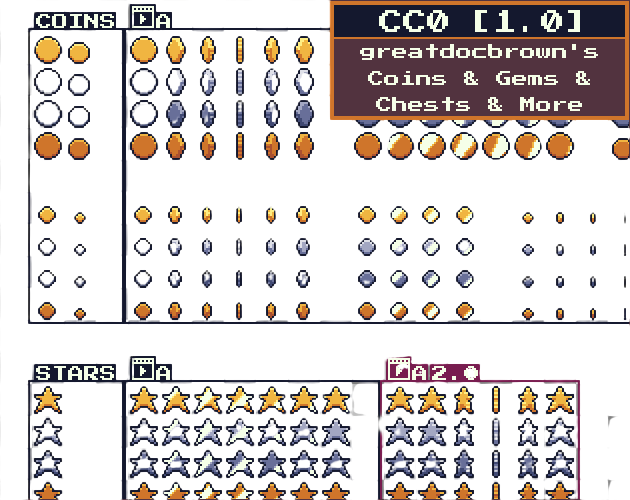 COINS A
CC0 [1.0]
greatdocbrown's
Coins & Gems &
Chests & More
STARS A A2.